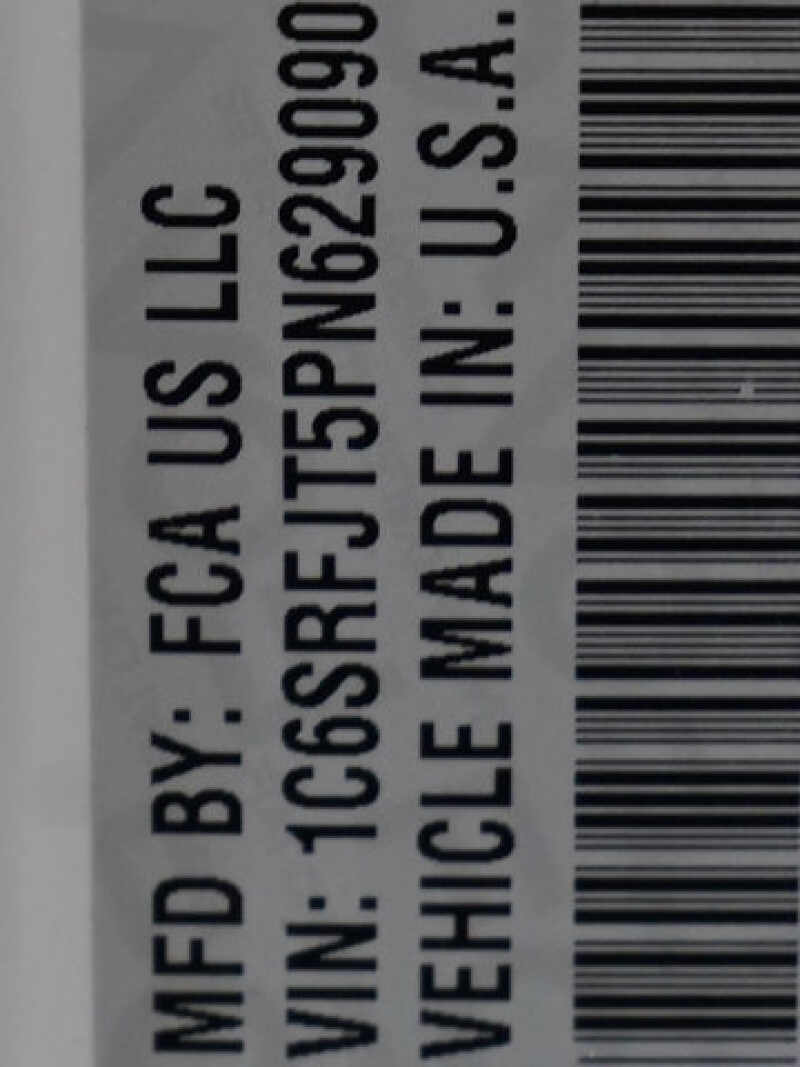 MFD BY: FCA US LLC
VIN: 1C6SRFJT5PN629090
VEHICLE MADE IN: U.S.A.